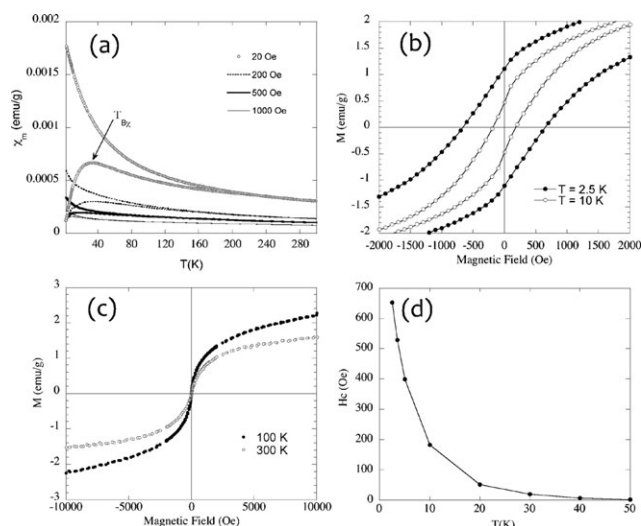 (a)
20 Oe
200 Oe
500 Oe
1000 Oe
T_Bχ
χ_m (emu/g)
0.002
0.0015
0.001
0.0005
0
40 80 120 160 200 240 280
T(K)
(b)
M (emu/g)
2
1.5
1
0.5
0
-0.5
-1
-1.5
-2
T = 2.5 K
T = 10 K
-2000 -1500 -1000 -500 0 500 1000 1500 2000
Magnetic Field (Oe)
(c)
M (emu/g)
3
2
1
0
-1
-2
-3
100 K
300 K
-10000 -5000 0 5000 10000
Magnetic Field (Oe)
(d)
Hc (Oe)
700
600
500
400
300
200
100
0
0 10 20 30 40 50
T(K)